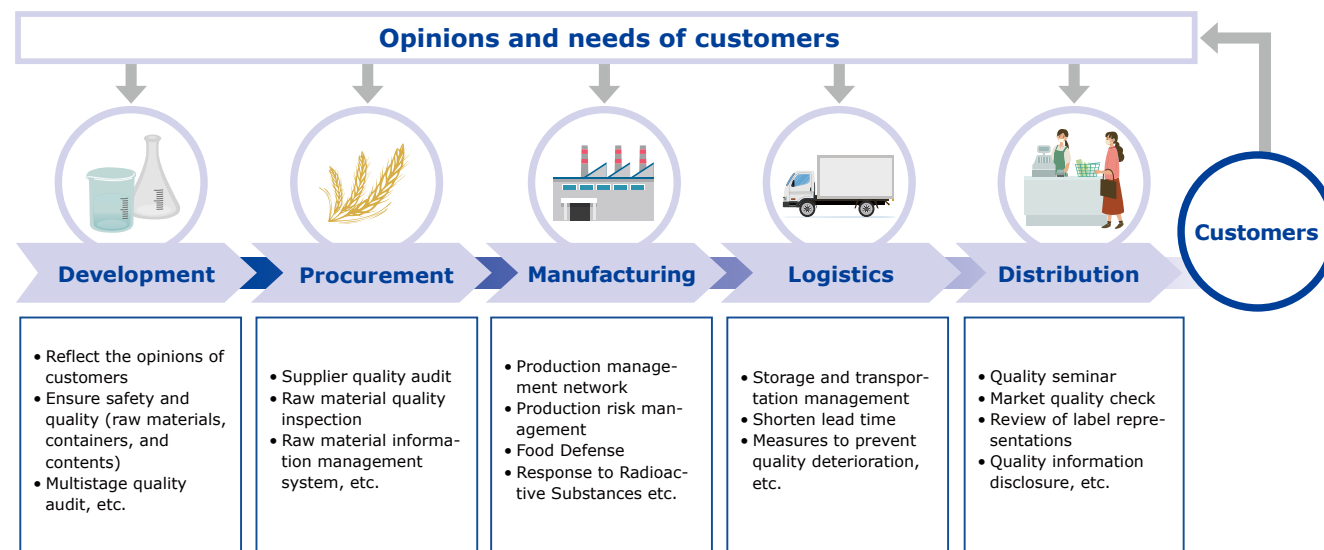 Opinions and needs of customers
Customers
Development
Procurement
Manufacturing
Logistics
Distribution
• Reflect the opinions of
customers
• Ensure safety and
quality (raw materials,
containers, and
contents)
• Multistage quality
audit, etc.
• Supplier quality audit
• Raw material quality
inspection
• Raw material informa-
tion management
system, etc.
• Production manage-
ment network
• Production risk man-
agement
• Food Defense
• Response to Radioac-
tive Substances etc.
• Storage and transpor-
tation management
• Shorten lead time
• Measures to prevent
quality deterioration,
etc.
• Quality seminar
• Market quality check
• Review of label repre-
sentations
• Quality information
disclosure, etc.